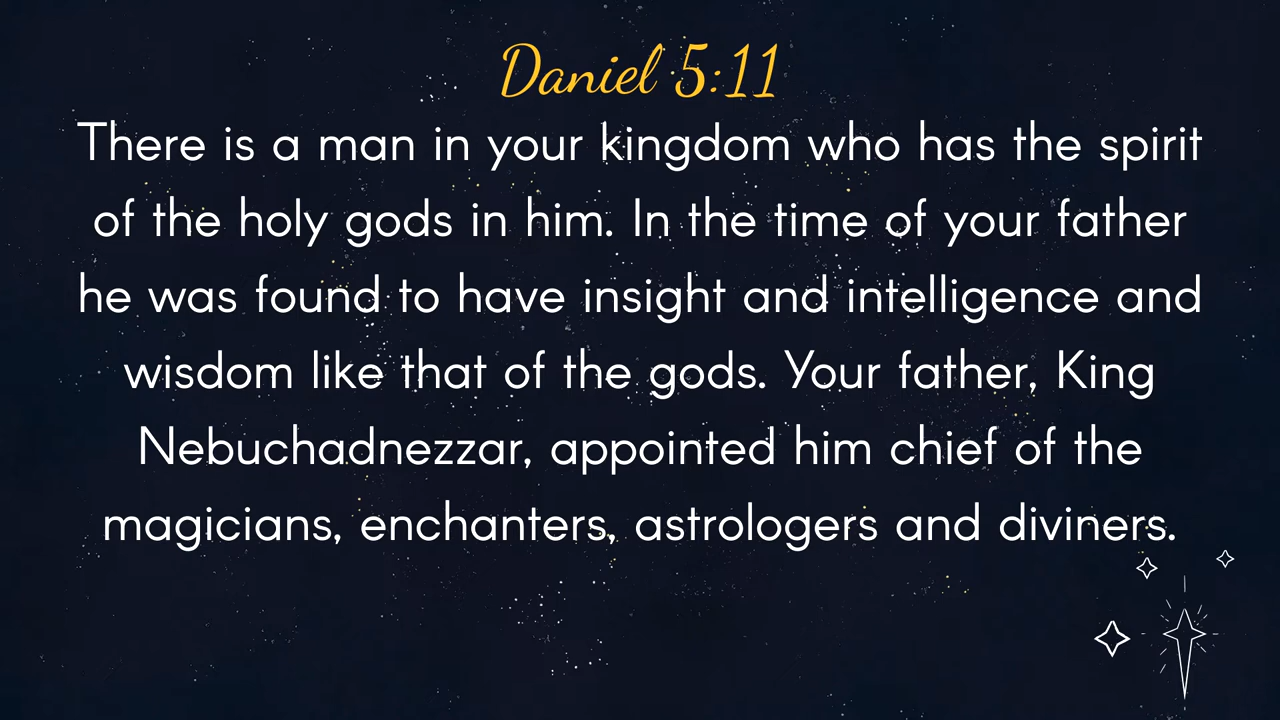 Daniel 5:11
There is a man in your kingdom who has the spirit
of the holy gods in him. In the time of your father
he was found to have insight and intelligence and
wisdom like that of the gods. Your father, King
Nebuchadnezzar, appointed him chief of the
magicians, enchanters, astrologers and diviners.